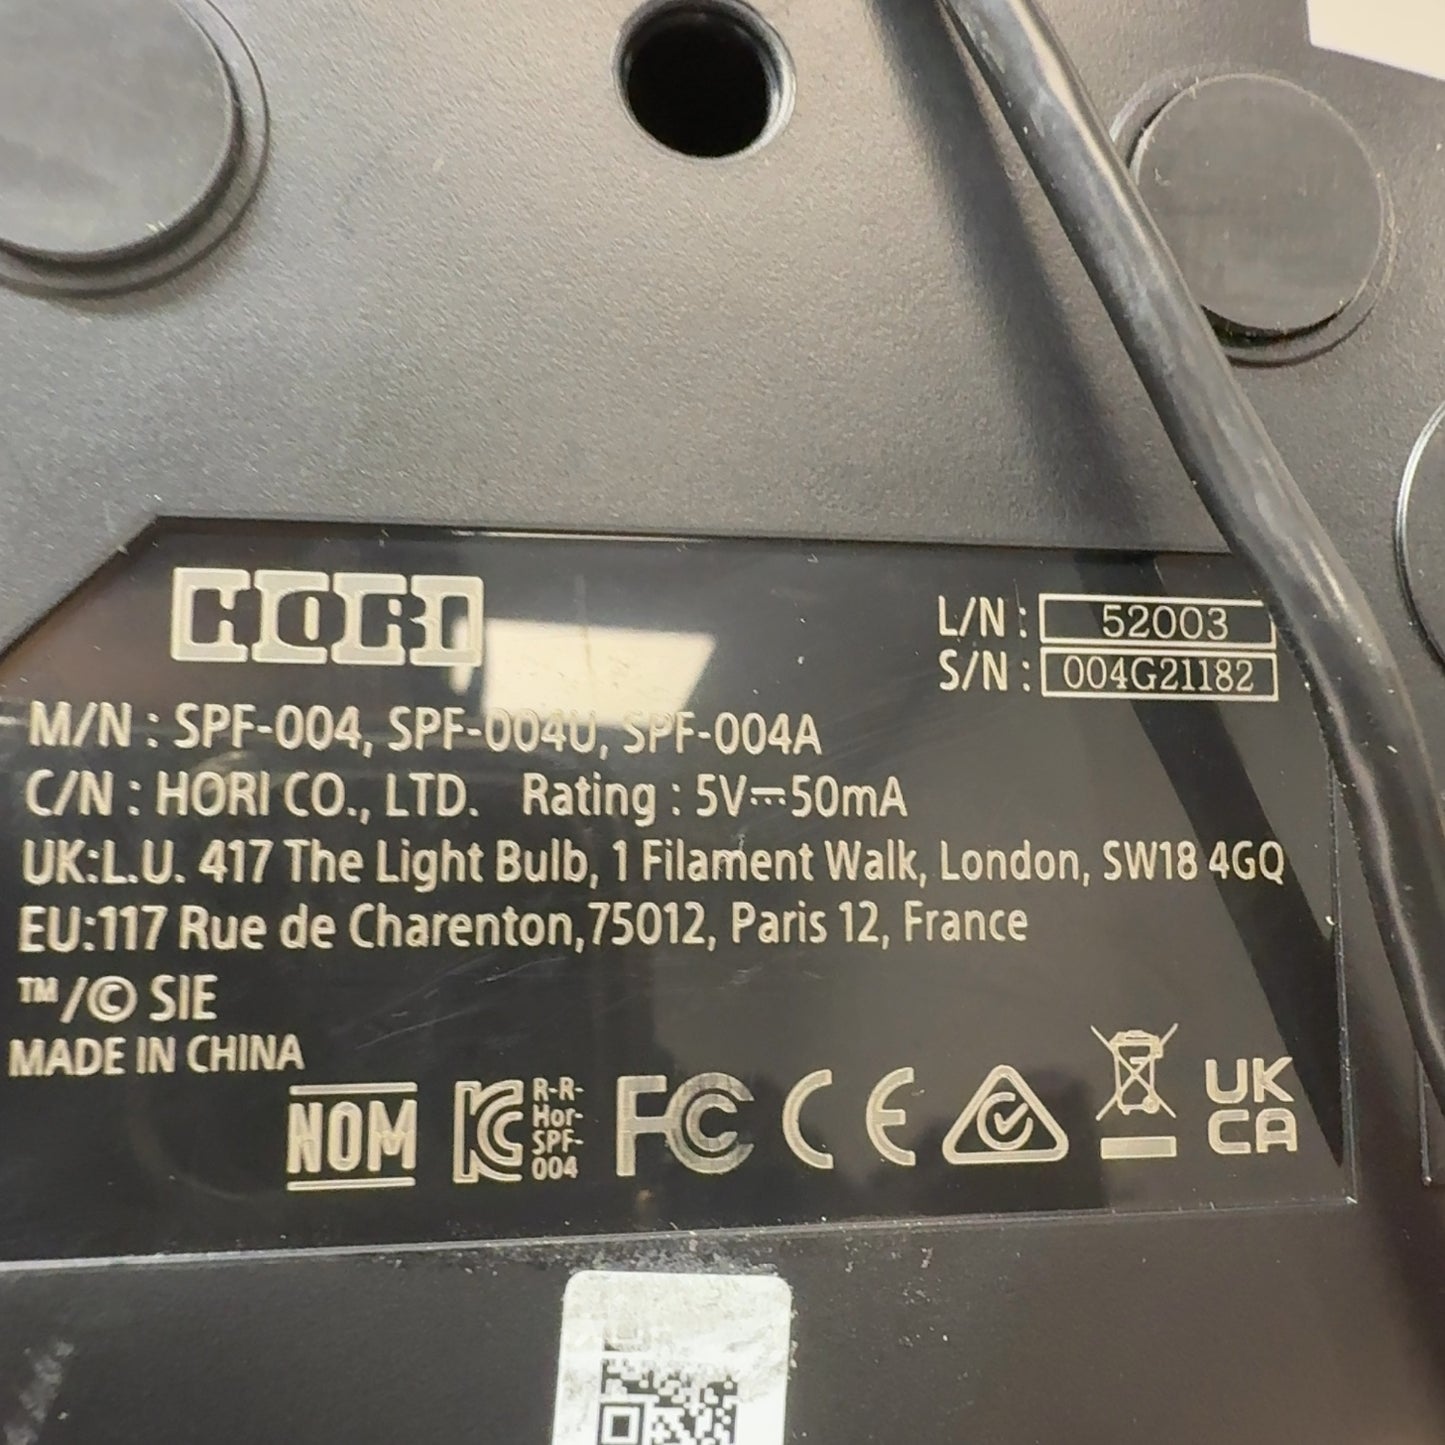 HORI
L/N : 52003
S/N : 004G21182
M/N : SPF-004, SPF-004U, SPF-004A
C/N : HORI CO., LTD. Rating : 5V⎓50mA
UK:L.U. 417 The Light Bulb, 1 Filament Walk, London, SW18 4GQ
EU:117 Rue de Charenton,75012, Paris 12, France
™/© SIE
MADE IN CHINA
NOM
KC
R-R-
Hor-
SPF-
004
FC
CE
UK
CA